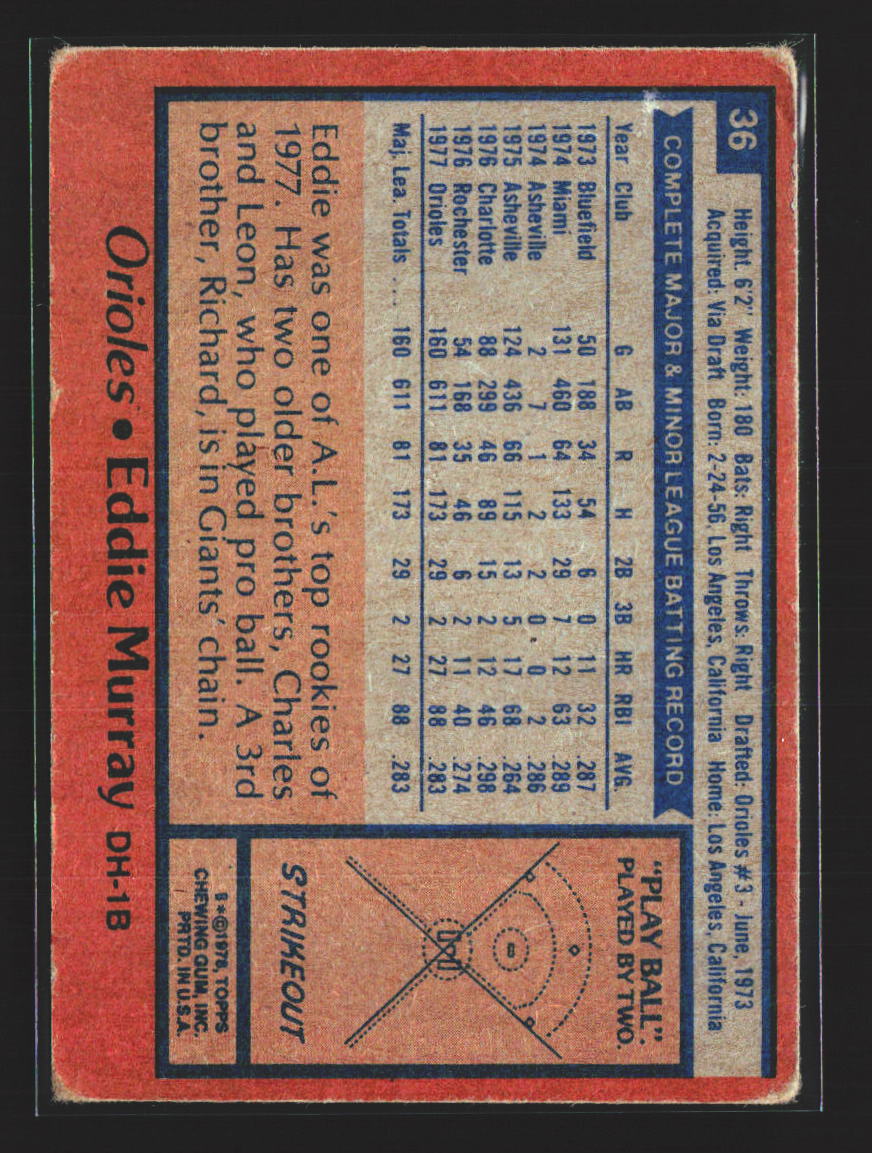 36
Height: 6'2" Weight: 180 Bats: Right Throws: Right Drafted: Orioles #3 - June, 1973
Acquired: Via Draft Born: 2-24-56, Los Angeles, California Home: Los Angeles, California
COMPLETE MAJOR & MINOR LEAGUE BATTING RECORD
Year Club G AB R H 2B 3B HR RBI AVG.
1973 Bluefield 50 188 34 54 6 0 11 32 .287
1974 Miami 131 460 64 133 29 7 12 63 .289
1974 Asheville 2 7 1 2 2 0 0 2 .286
1975 Asheville 124 436 66 115 13 5 17 68 .264
1976 Charlotte 88 299 46 89 15 2 12 46 .298
1976 Rochester 54 168 35 46 6 2 11 40 .274
1977 Orioles 160 611 81 173 29 2 27 88 .283
Maj. Lea. Totals .... 160 611 81 173 29 2 27 88 .283
Eddie was one of A.L.'s top rookies of
1977. Has two older brothers, Charles
and Leon, who played pro ball. A 3rd
brother, Richard, is in Giants' chain.
"PLAY BALL".
PLAYED BY TWO.
STRIKEOUT
B*©1978, TOPPS
CHEWING GUM, INC.
PRTD. IN U.S.A.
Orioles • Eddie Murray DH-1B